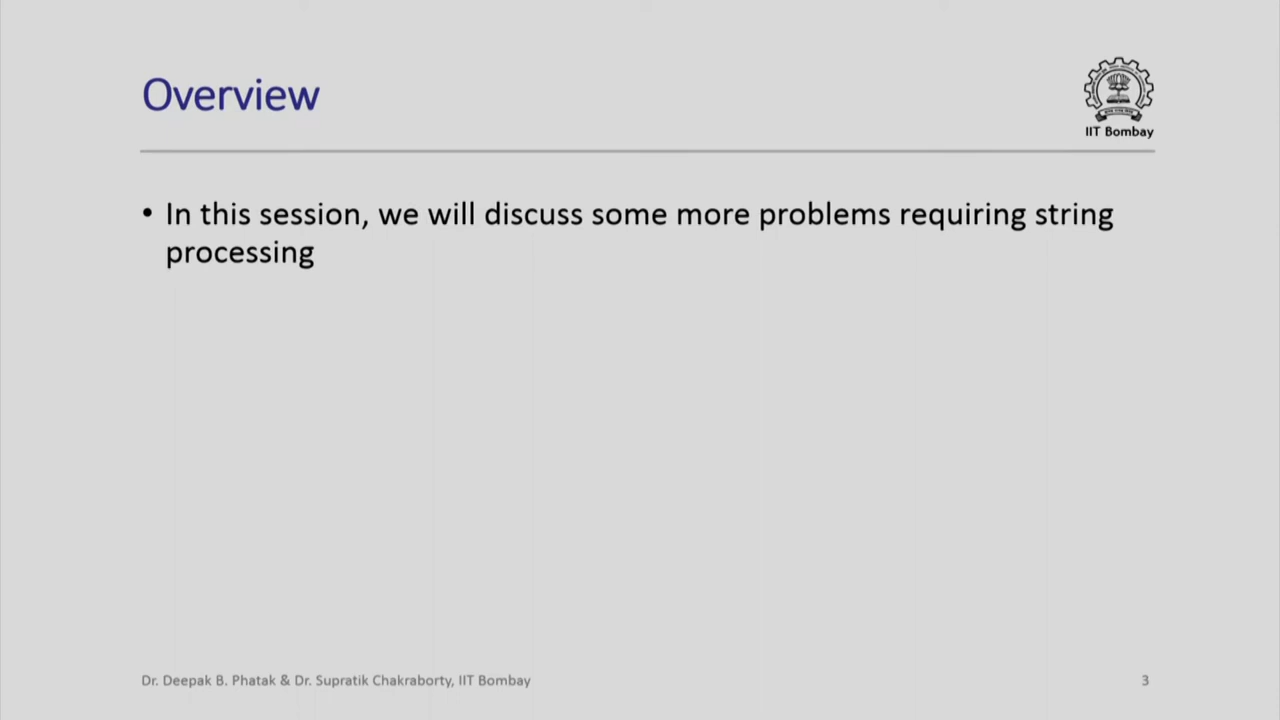 Overview
IIT Bombay
• In this session, we will discuss some more problems requiring string
processing
Dr. Deepak B. Phatak & Dr. Supratik Chakraborty, IIT Bombay
3